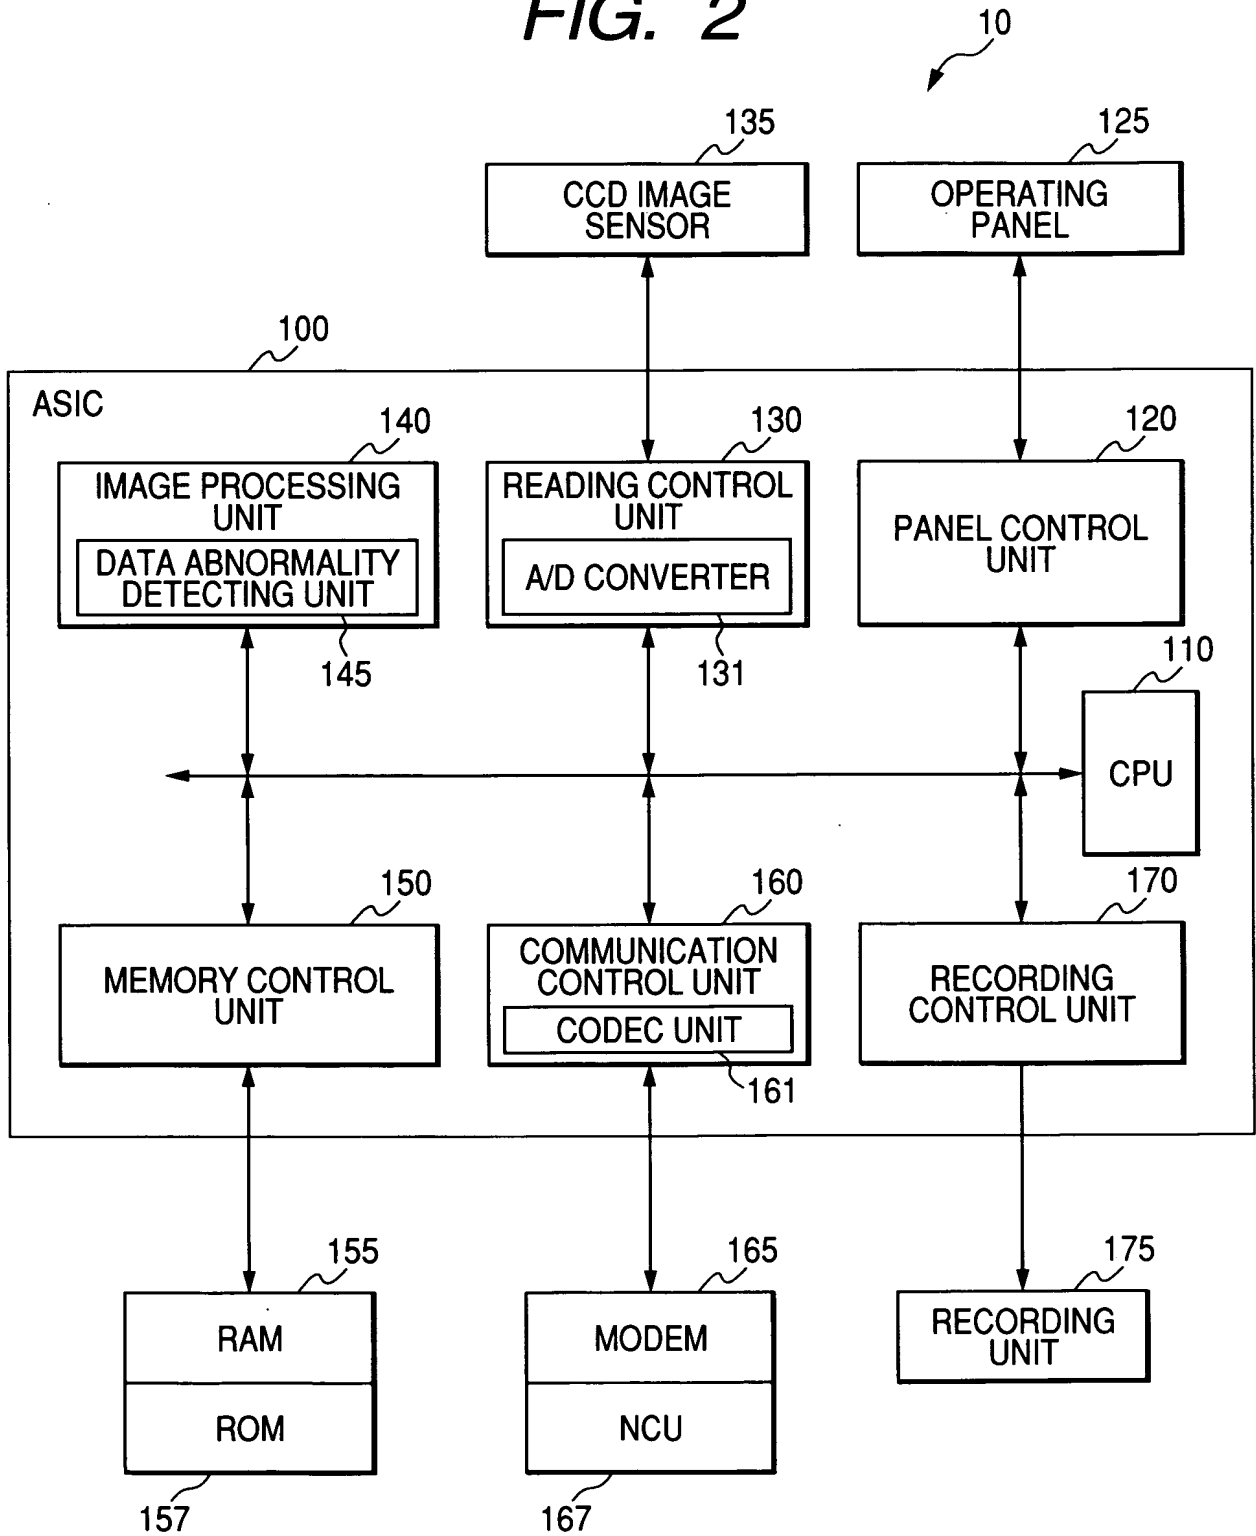 FIG. 2
10
135
125
CCD IMAGE
SENSOR
OPERATING
PANEL
100
ASIC
140
130
120
IMAGE PROCESSING
UNIT
DATA ABNORMALITY
DETECTING UNIT
145
READING CONTROL
UNIT
A/D CONVERTER
131
PANEL CONTROL
UNIT
110
CPU
150
160
170
MEMORY CONTROL
UNIT
COMMUNICATION
CONTROL UNIT
CODEC UNIT
161
RECORDING
CONTROL UNIT
155
165
175
RAM
ROM
157
MODEM
NCU
167
RECORDING
UNIT